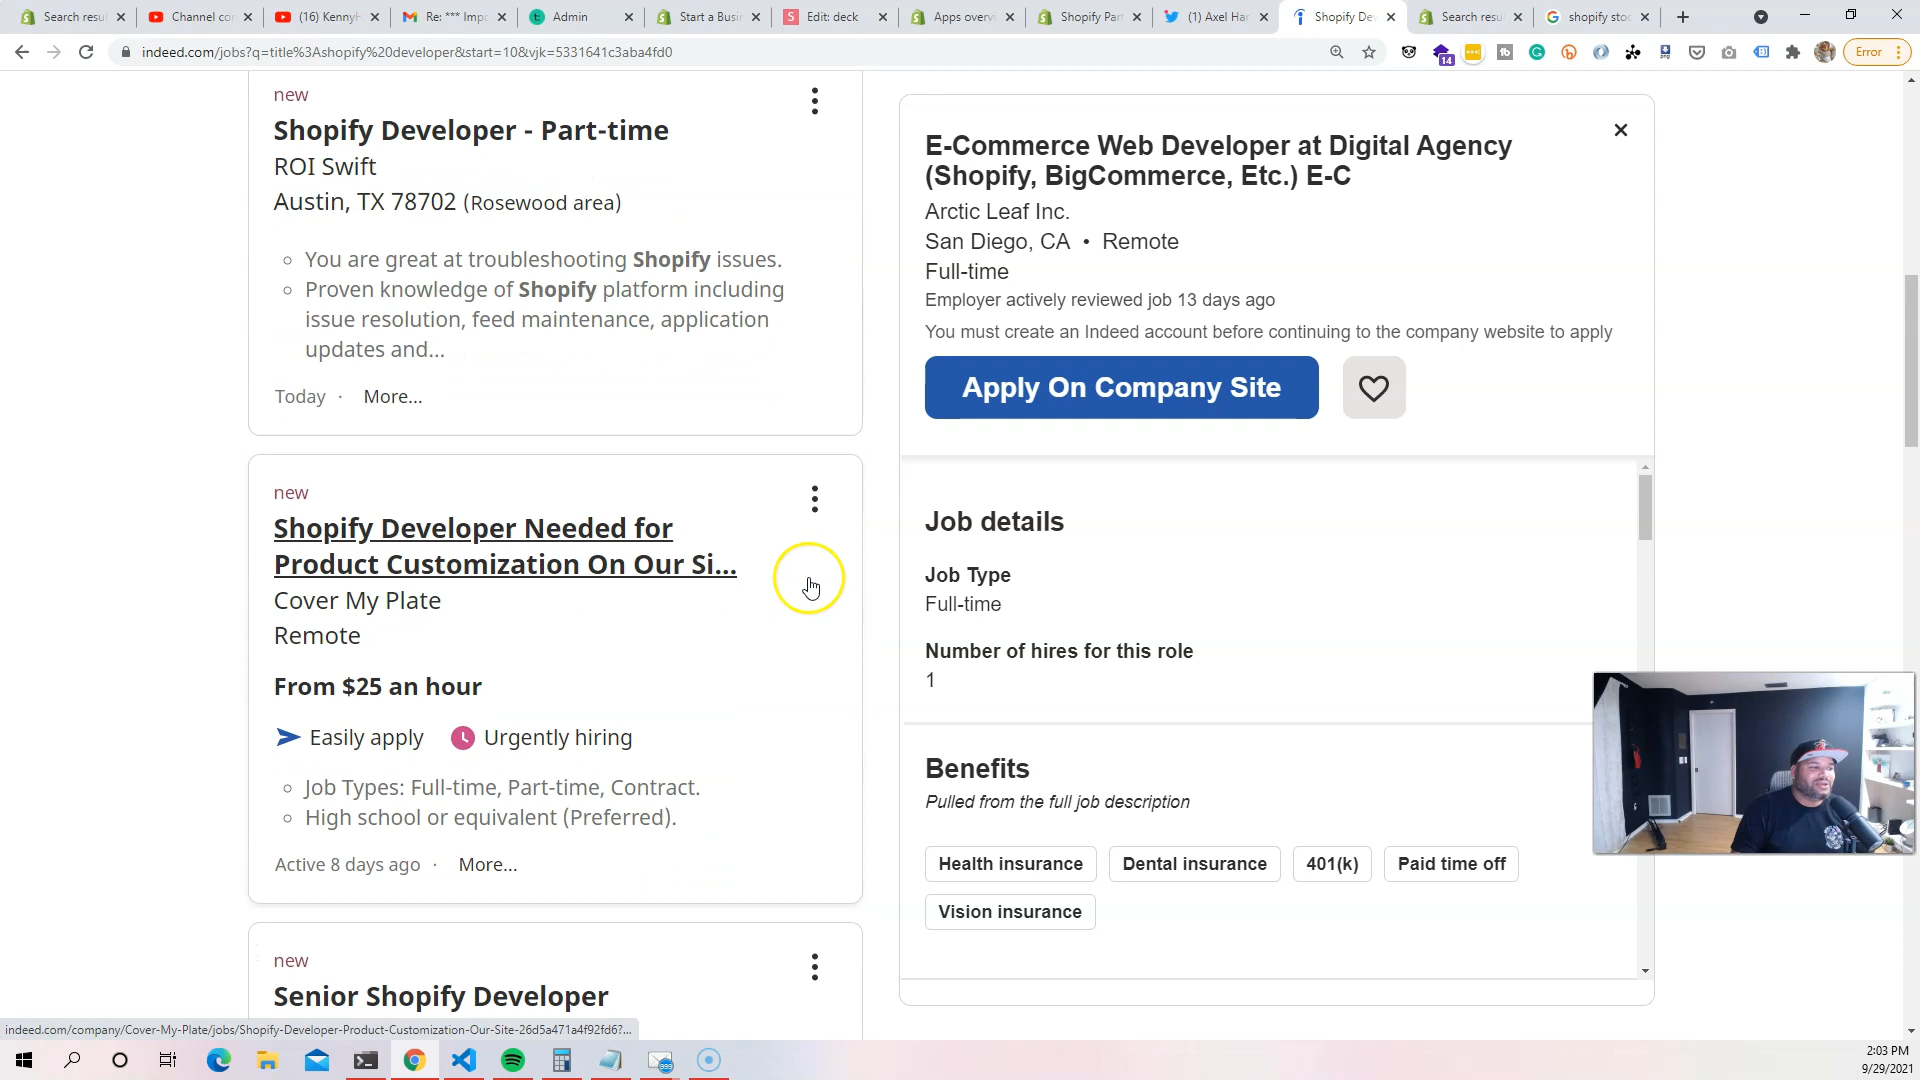 Search resu
Channel co
(16) KennyH
Re: *** Imp
Admin
Start a Busi
Edit: deck
Apps overv
Shopify Part
(1) Axel Har
Shopify Dev
Search resu
shopify stoc
indeed.com/jobs?q=title%3Ashopify%20developer&start=10&vjk=5331641c3aba4fd0
14
Error
new
Shopify Developer - Part-time
ROI Swift
Austin, TX 78702 (Rosewood area)
You are great at troubleshooting Shopify issues.
Proven knowledge of Shopify platform including
issue resolution, feed maintenance, application
updates and...
Today · More...
new
Shopify Developer Needed for
Product Customization On Our Si...
Cover My Plate
Remote
From $25 an hour
Easily apply Urgently hiring
Job Types: Full-time, Part-time, Contract.
High school or equivalent (Preferred).
Active 8 days ago · More...
new
Senior Shopify Developer
E-Commerce Web Developer at Digital Agency
(Shopify, BigCommerce, Etc.) E-C
Arctic Leaf Inc.
San Diego, CA • Remote
Full-time
Employer actively reviewed job 13 days ago
You must create an Indeed account before continuing to the company website to apply
Apply On Company Site
Job details
Job Type
Full-time
Number of hires for this role
1
Benefits
Pulled from the full job description
Health insurance Dental insurance 401(k) Paid time off
Vision insurance
indeed.com/company/Cover-My-Plate/jobs/Shopify-Developer-Product-Customization-Our-Site-26d5a471a4f92fd6?...
2:03 PM
9/29/2021